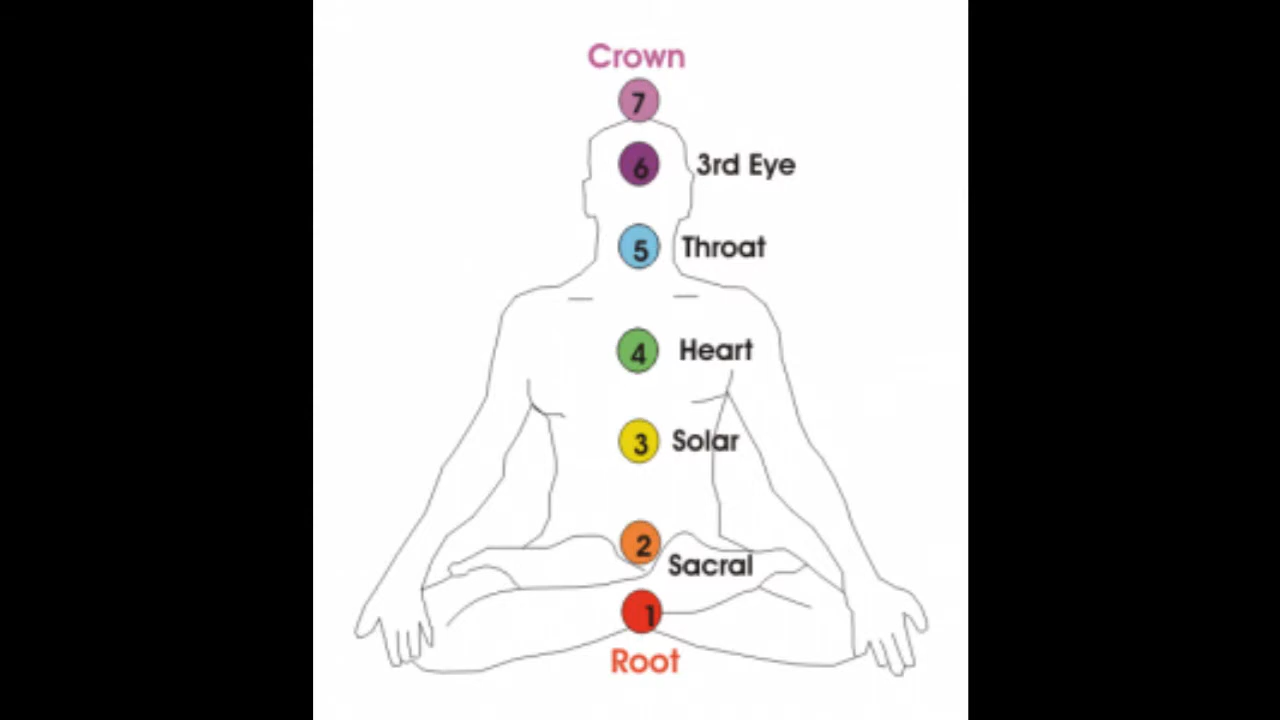 Crown
7
6 3rd Eye
5 Throat
4 Heart
3 Solar
2
Sacral
1
Root